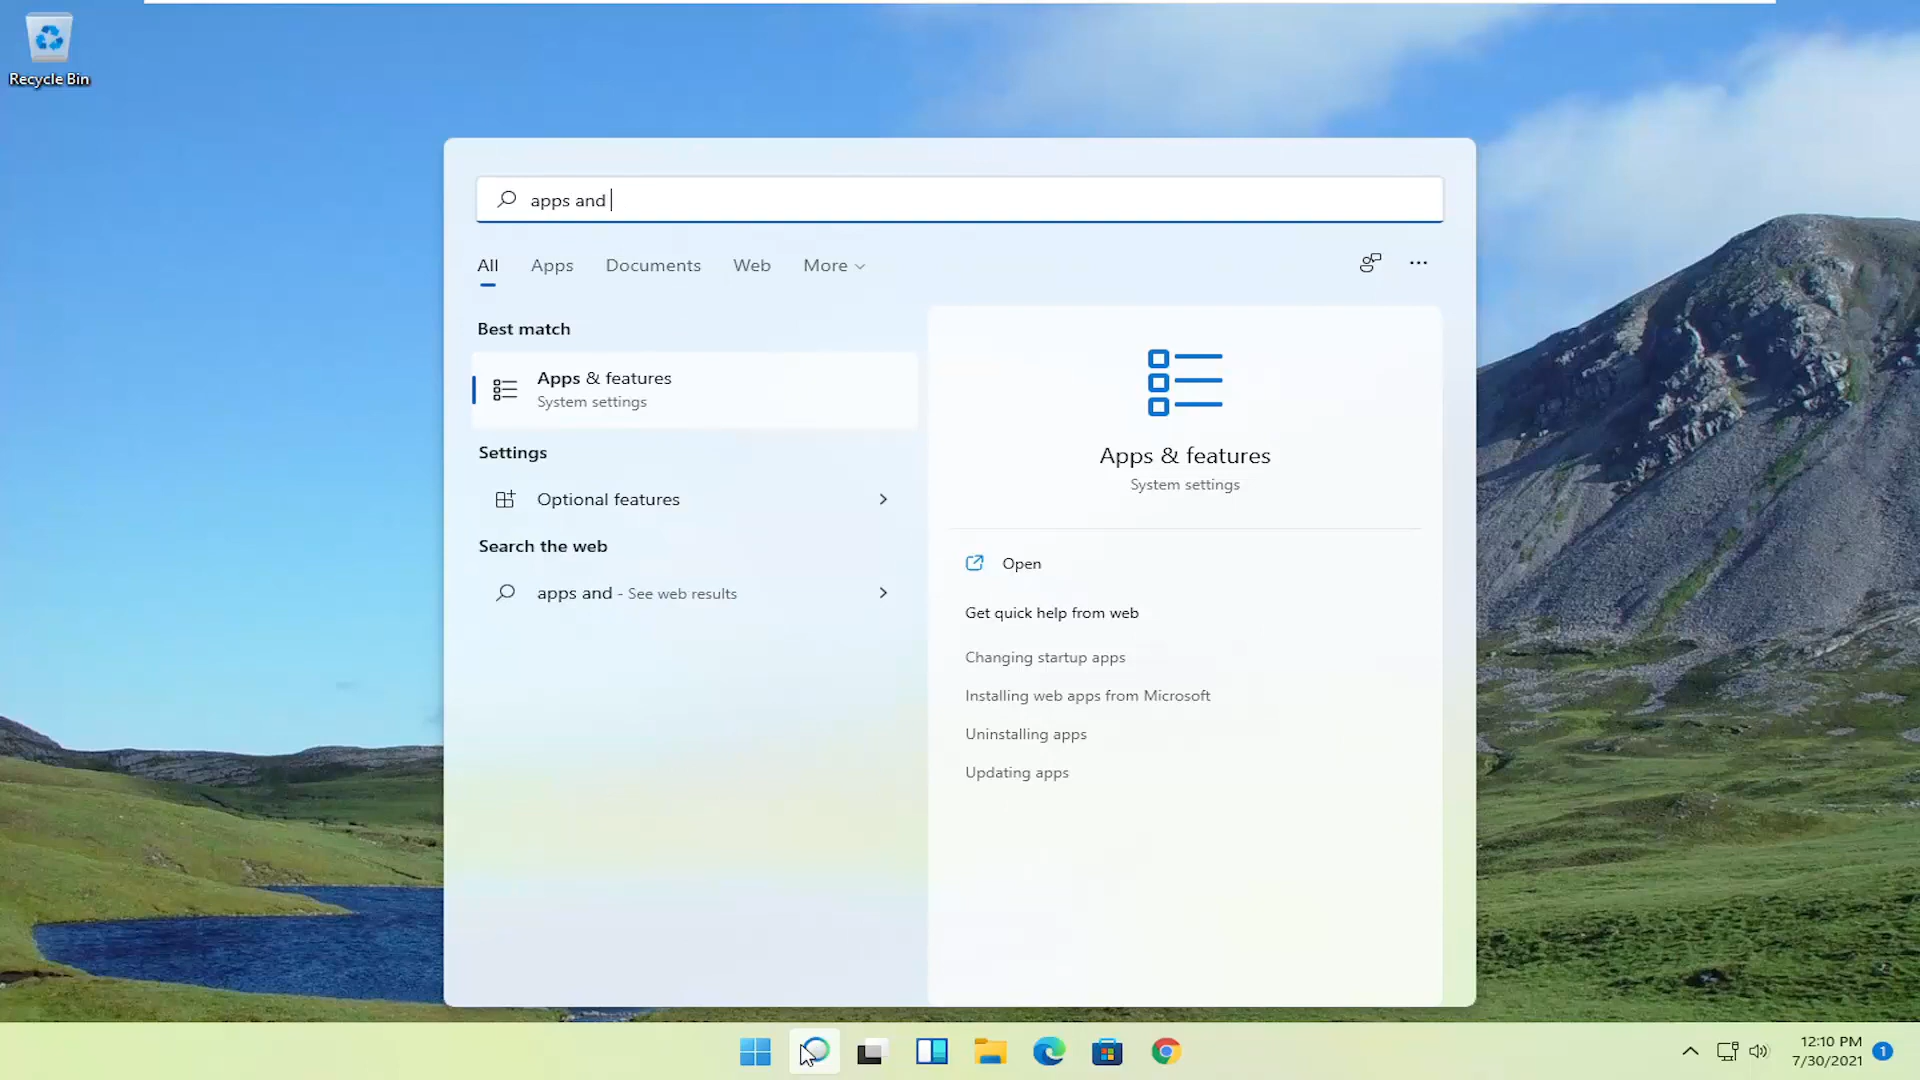 Recycle Bin
apps and
All Apps Documents Web More
Best match
Apps & features
System settings
Settings
Optional features
Search the web
apps and - See web results
Apps & features
System settings
Open
Get quick help from web
Changing startup apps
Installing web apps from Microsoft
Uninstalling apps
Updating apps
12:10 PM
7/30/2021
1